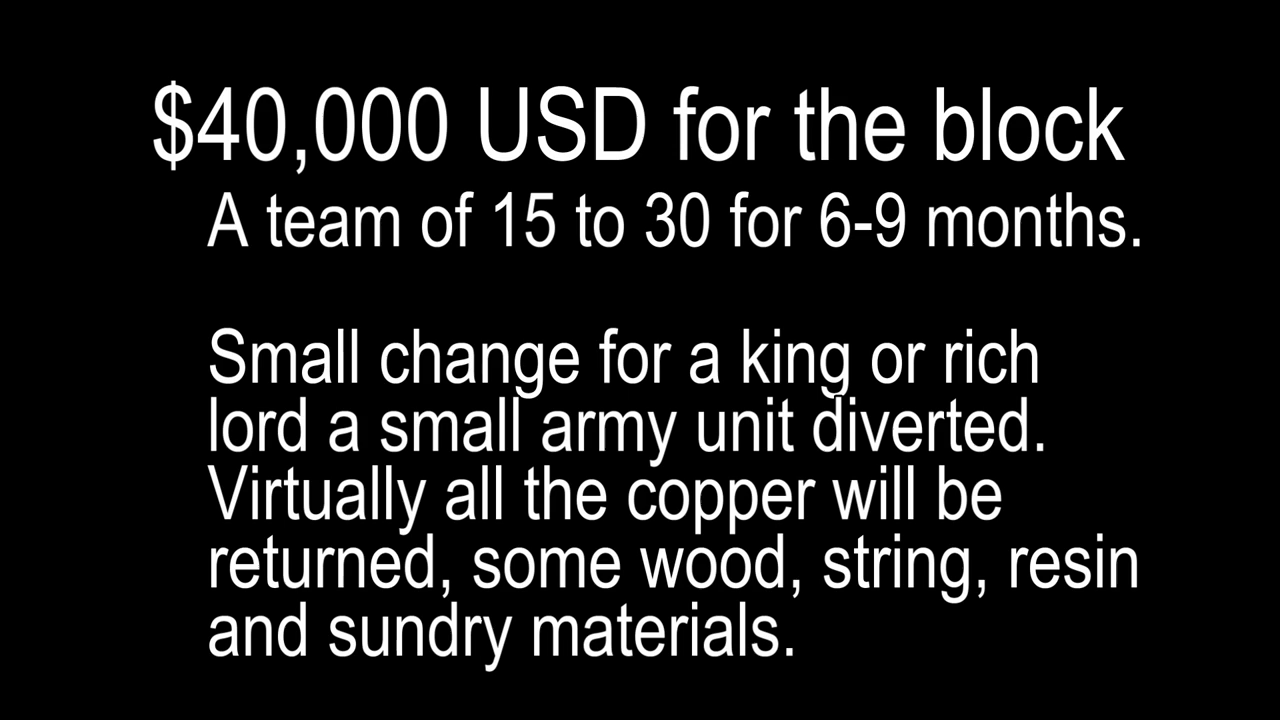 $40,000 USD for the block
A team of 15 to 30 for 6-9 months.
Small change for a king or rich
lord a small army unit diverted.
Virtually all the copper will be
returned, some wood, string, resin
and sundry materials.